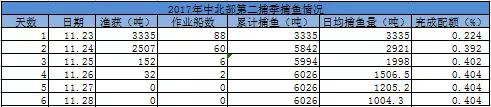 2017年中北部第二捕季捕鱼情况
天数 日期 渔获（吨） 作业船数 累计捕鱼（吨） 日均捕鱼量（吨） 完成配额（%）
1 11.23 3335 88 3335 3335 0.224
2 11.24 2507 60 5842 2921 0.392
3 11.25 152 6 5994 1998 0.402
4 11.26 32 2 6026 1506.5 0.404
5 11.27 0 0 6026 1205.2 0.404
6 11.28 0 0 6026 1004.3 0.404